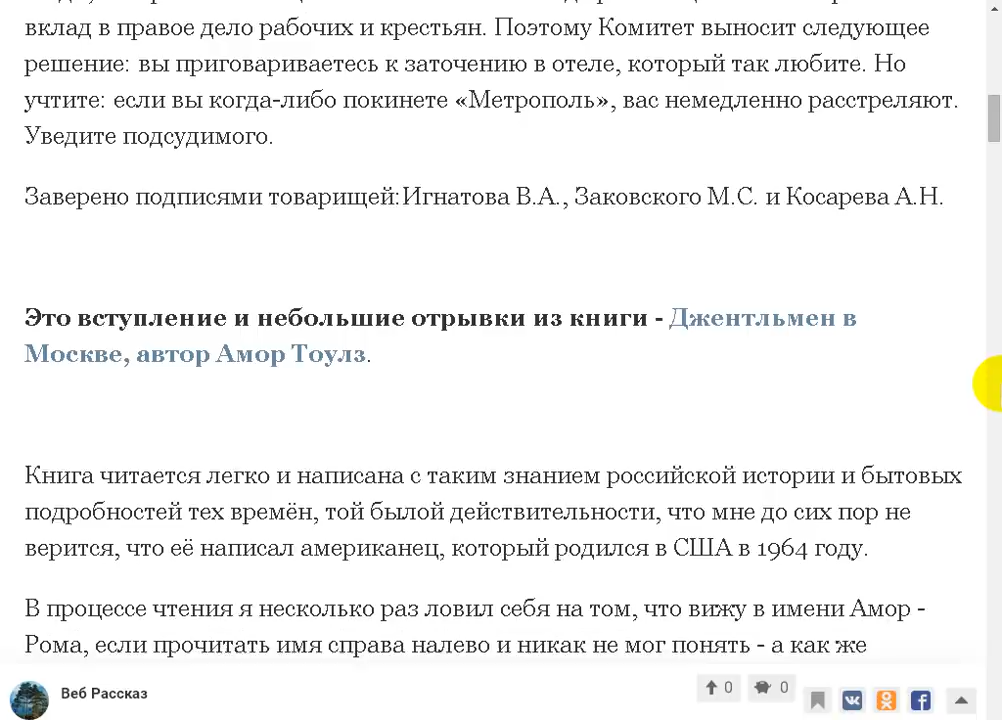 вклад в правое дело рабочих и крестьян. Поэтому Комитет выносит следующее
решение: вы приговариваетесь к заточению в отеле, который так любите. Но
учтите: если вы когда-либо покинете «Метрополь», вас немедленно расстреляют.
Уведите подсудимого.
Заверено подписями товарищей:Игнатова В.А., Заковского М.С. и Косарева А.Н.
Это вступление и небольшие отрывки из книги - Джентльмен в
Москве, автор Амор Тоулз.
Книга читается легко и написана с таким знанием российской истории и бытовых
подробностей тех времён, той былой действительности, что мне до сих пор не
верится, что её написал американец, который родился в США в 1964 году.
В процессе чтения я несколько раз ловил себя на том, что вижу в имени Амор -
Рома, если прочитать имя справа налево и никак не мог понять - а как же
Веб Рассказ
0
0